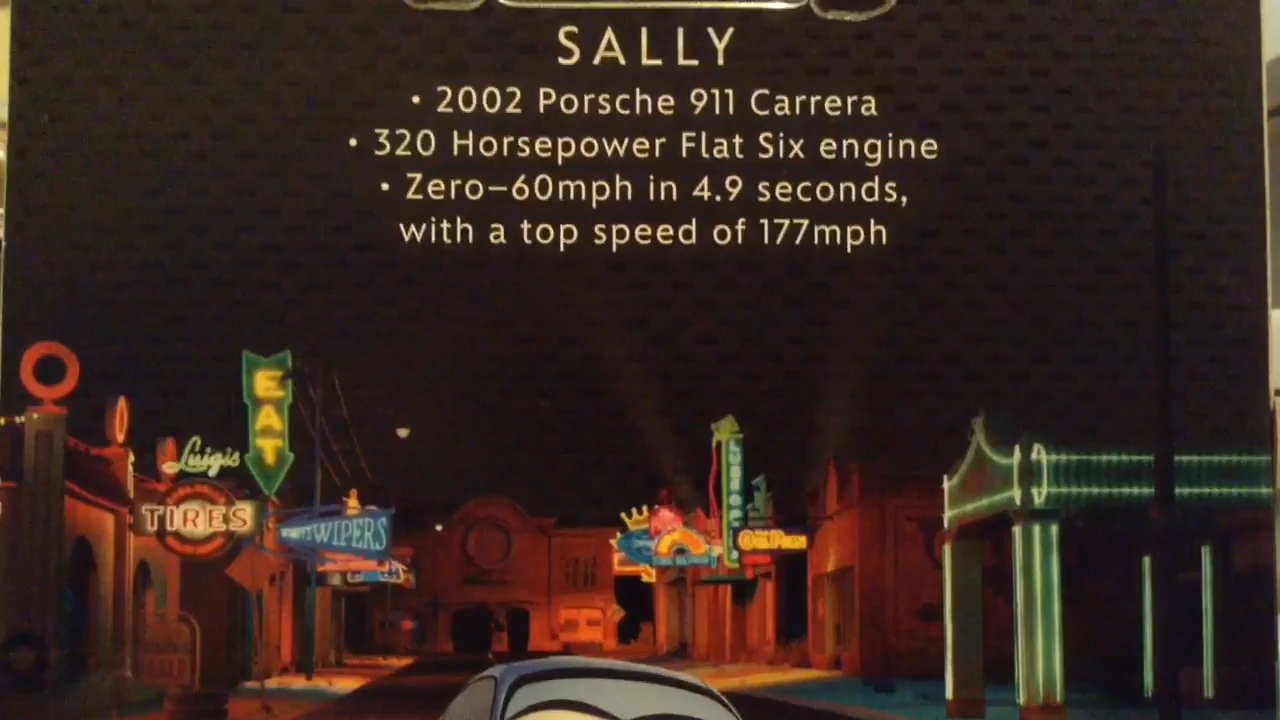 SALLY
• 2002 Porsche 911 Carrera
• 320 Horsepower Flat Six engine
• Zero–60mph in 4.9 seconds,
with a top speed of 177mph
EAT
Luigis
TIRES
WIPERS